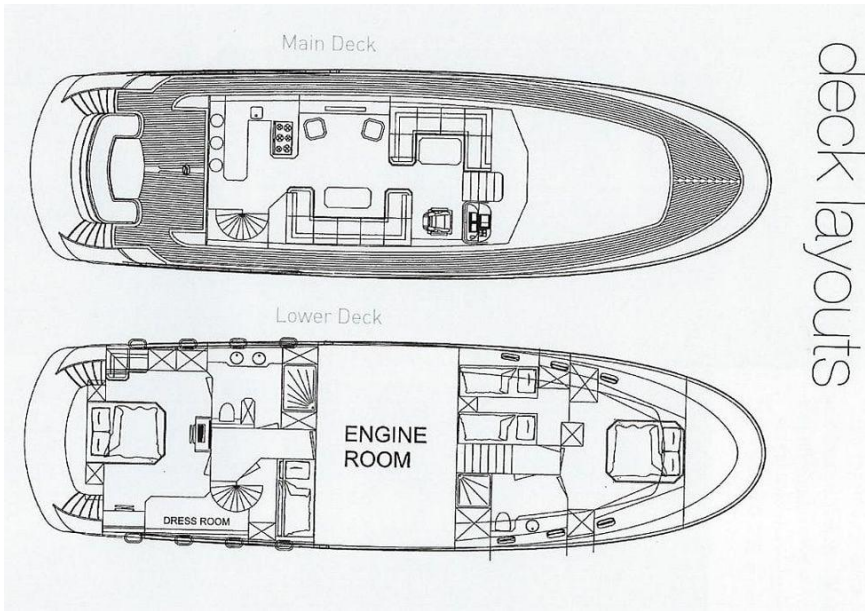 Main Deck
deck layouts
Lower Deck
ENGINE
ROOM
DRESS ROOM